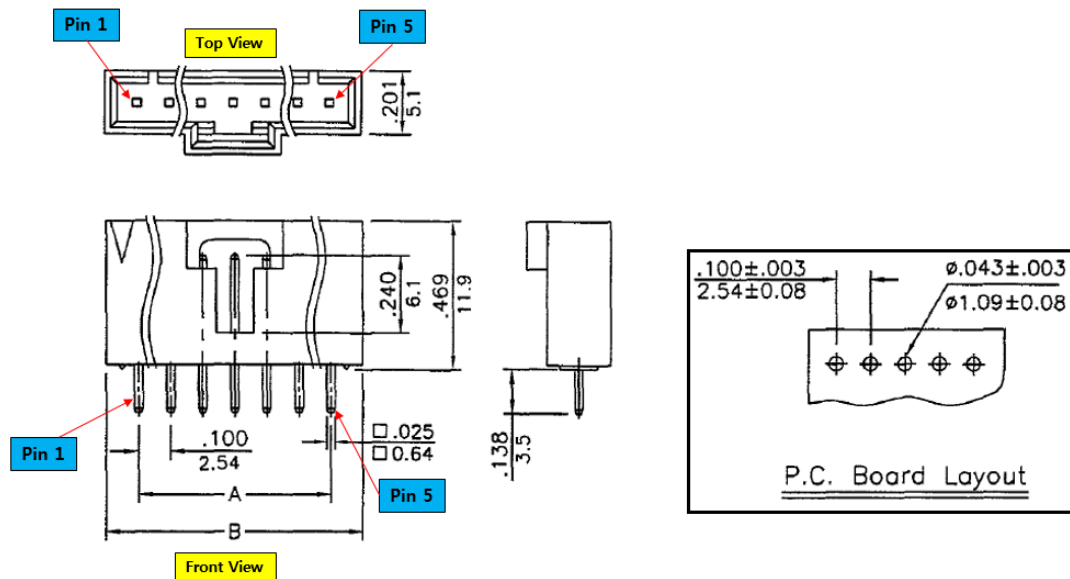 Pin 1
Pin 5
Top View
.201
5.1
.240
6.1
.469
11.9
.100±.003
2.54±0.08
ø.043±.003
ø1.09±0.08
Pin 1
.100
2.54
□.025
□0.64
.138
3.5
A
Pin 5
B
P.C. Board Layout
Front View